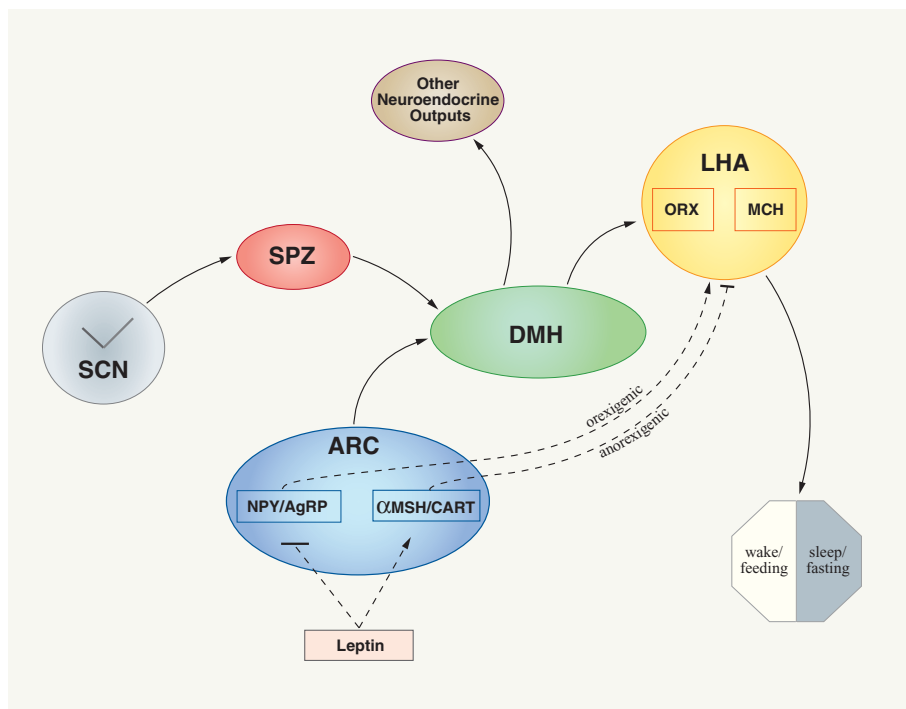 Other
Neuroendocrine
Outputs
LHA
ORX
MCH
SPZ
DMH
SCN
orexigenic
anorexigenic
ARC
NPY/AgRP
αMSH/CART
wake/
feeding
sleep/
fasting
Leptin